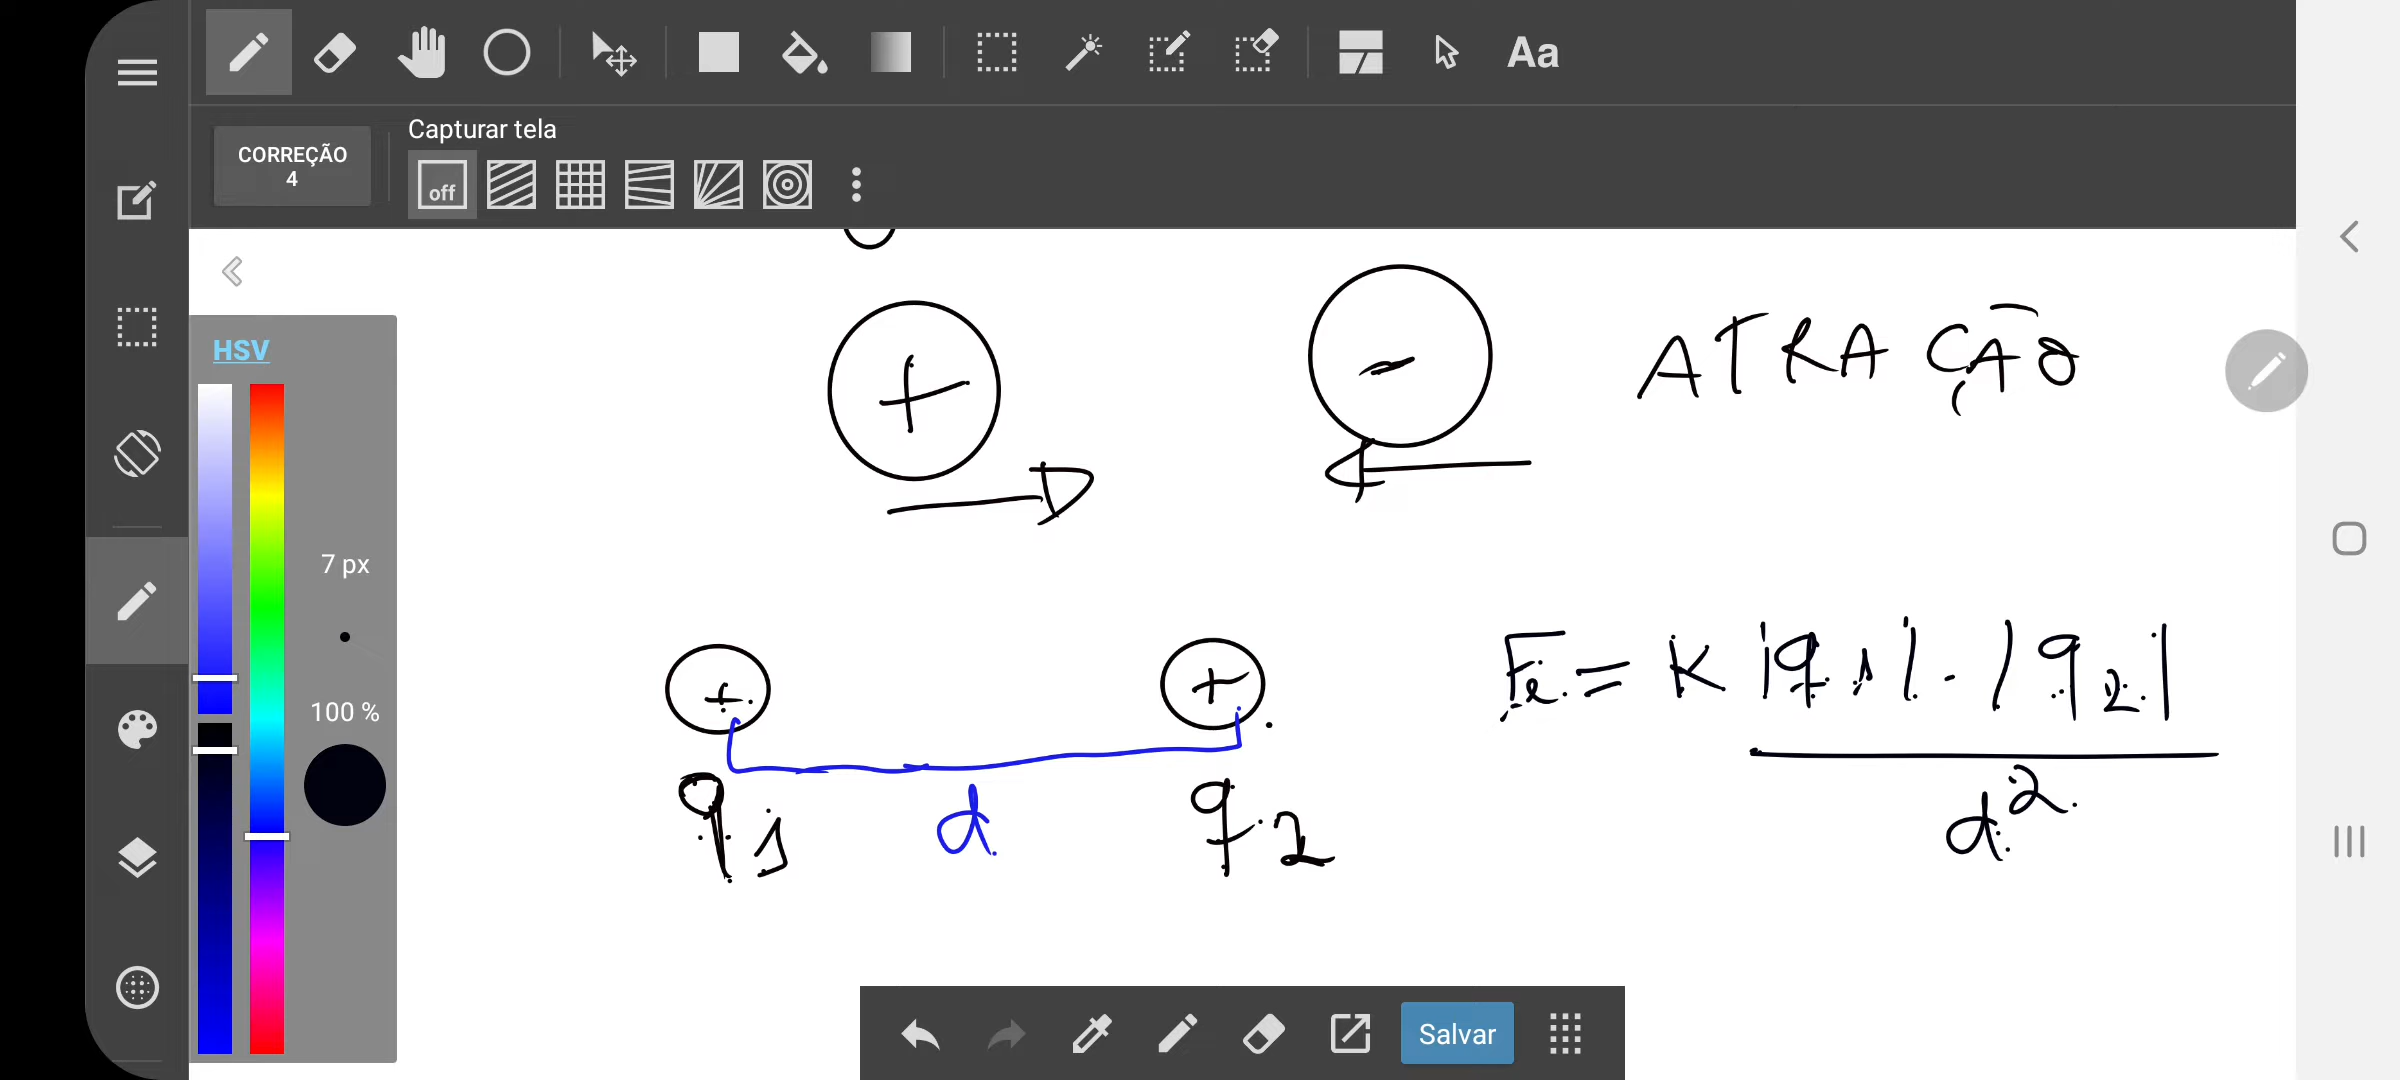 Aa
CORREÇÃO
4
Capturar tela
off
HSV
7 px
100 %
+
-
ATRAÇÃO
+
+
q1
d
q2
Fe = K |q1| . |q2|
d²
Salvar